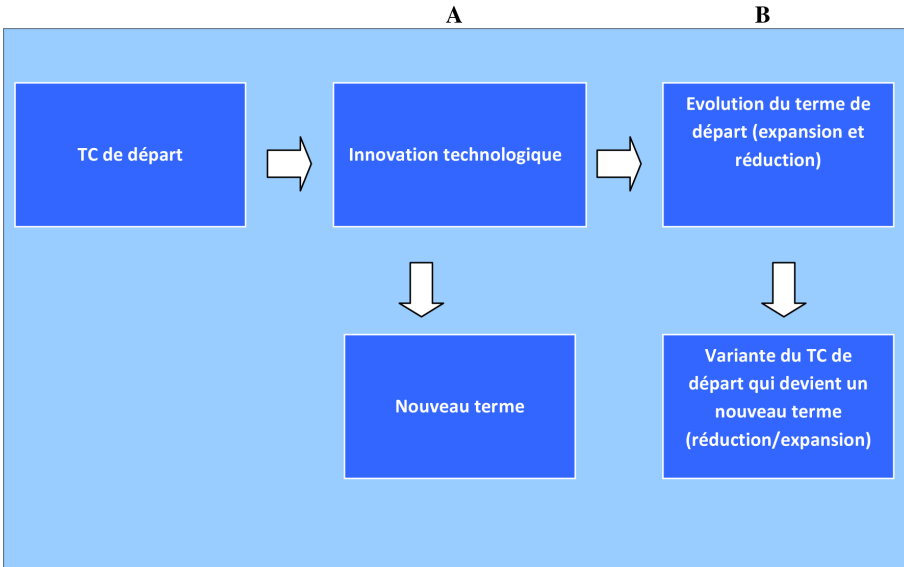 A
B
TC de départ
Innovation technologique
Evolution du terme de
départ (expansion et
réduction)
Nouveau terme
Variante du TC de
départ qui devient un
nouveau terme
(réduction/expansion)